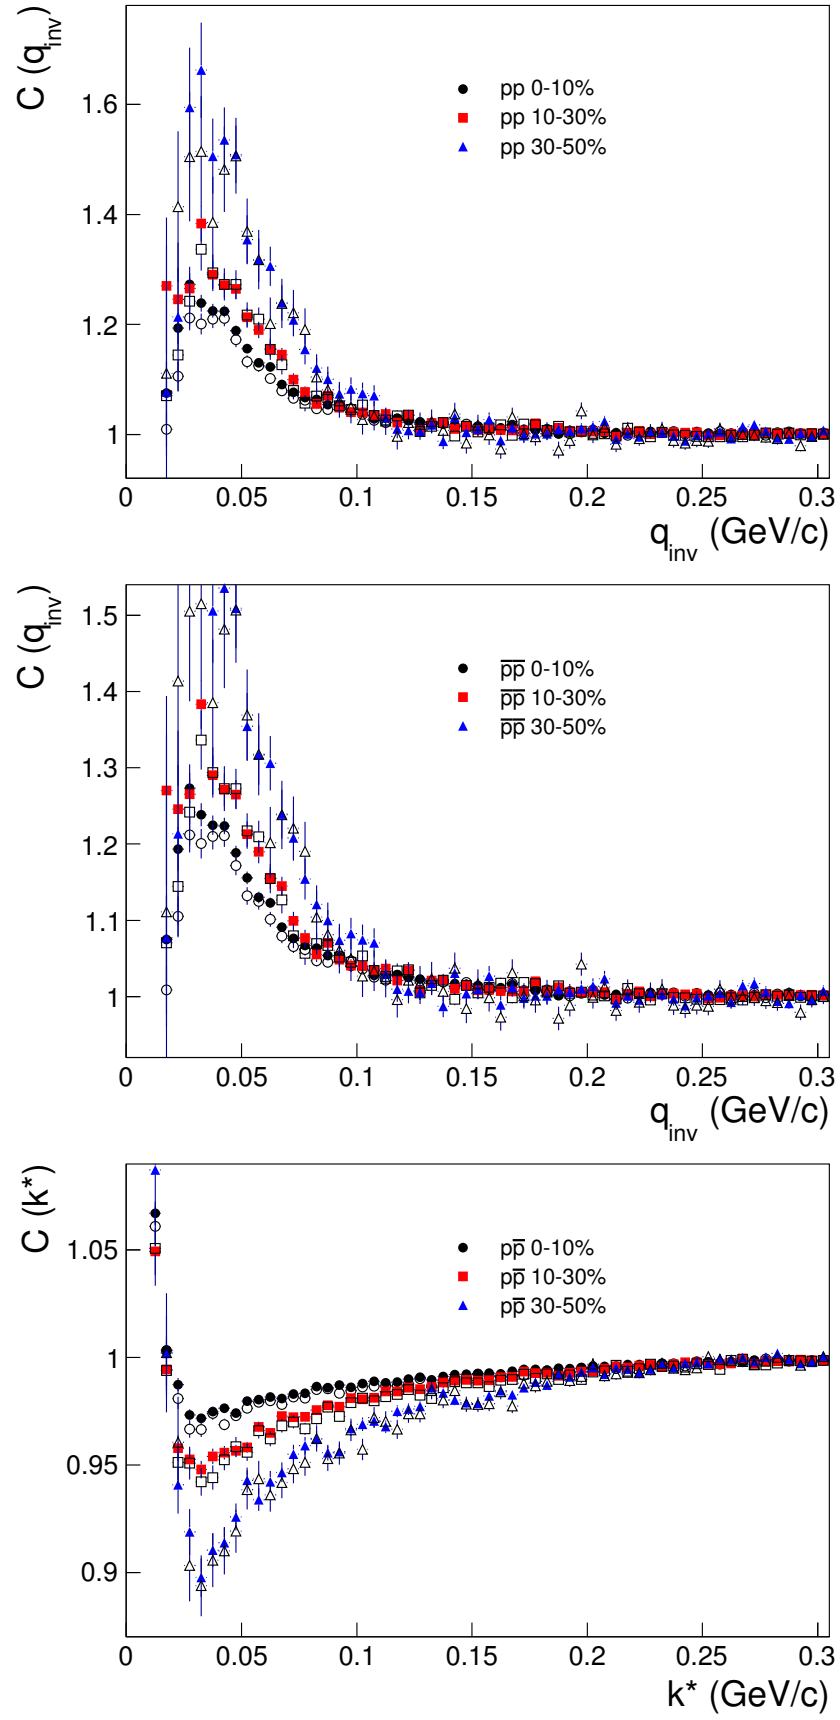 C (q_inv)
pp 0-10%
pp 10-30%
pp 30-50%
1.6
1.4
1.2
1
0 0.05 0.1 0.15 0.2 0.25 0.3
q_inv (GeV/c)
C (q_inv)
p̅p̅ 0-10%
p̅p̅ 10-30%
p̅p̅ 30-50%
1.5
1.4
1.3
1.2
1.1
1
0 0.05 0.1 0.15 0.2 0.25 0.3
q_inv (GeV/c)
C (k*)
pp̅ 0-10%
pp̅ 10-30%
pp̅ 30-50%
1.05
1
0.95
0.9
0 0.05 0.1 0.15 0.2 0.25 0.3
k* (GeV/c)